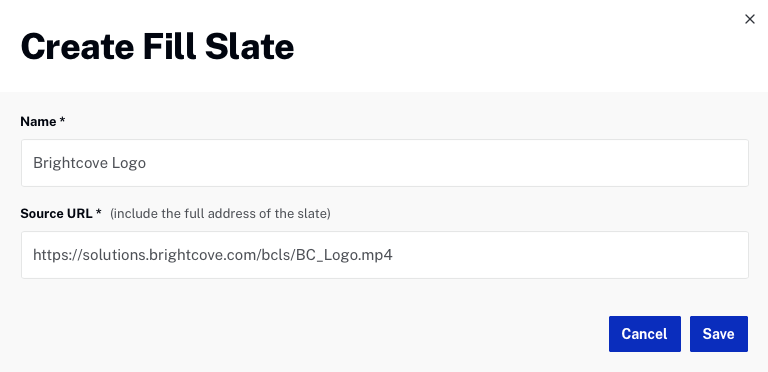 Create Fill Slate
Name *
Brightcove Logo
Source URL * (include the full address of the slate)
https://solutions.brightcove.com/bcls/BC_Logo.mp4
Cancel Save